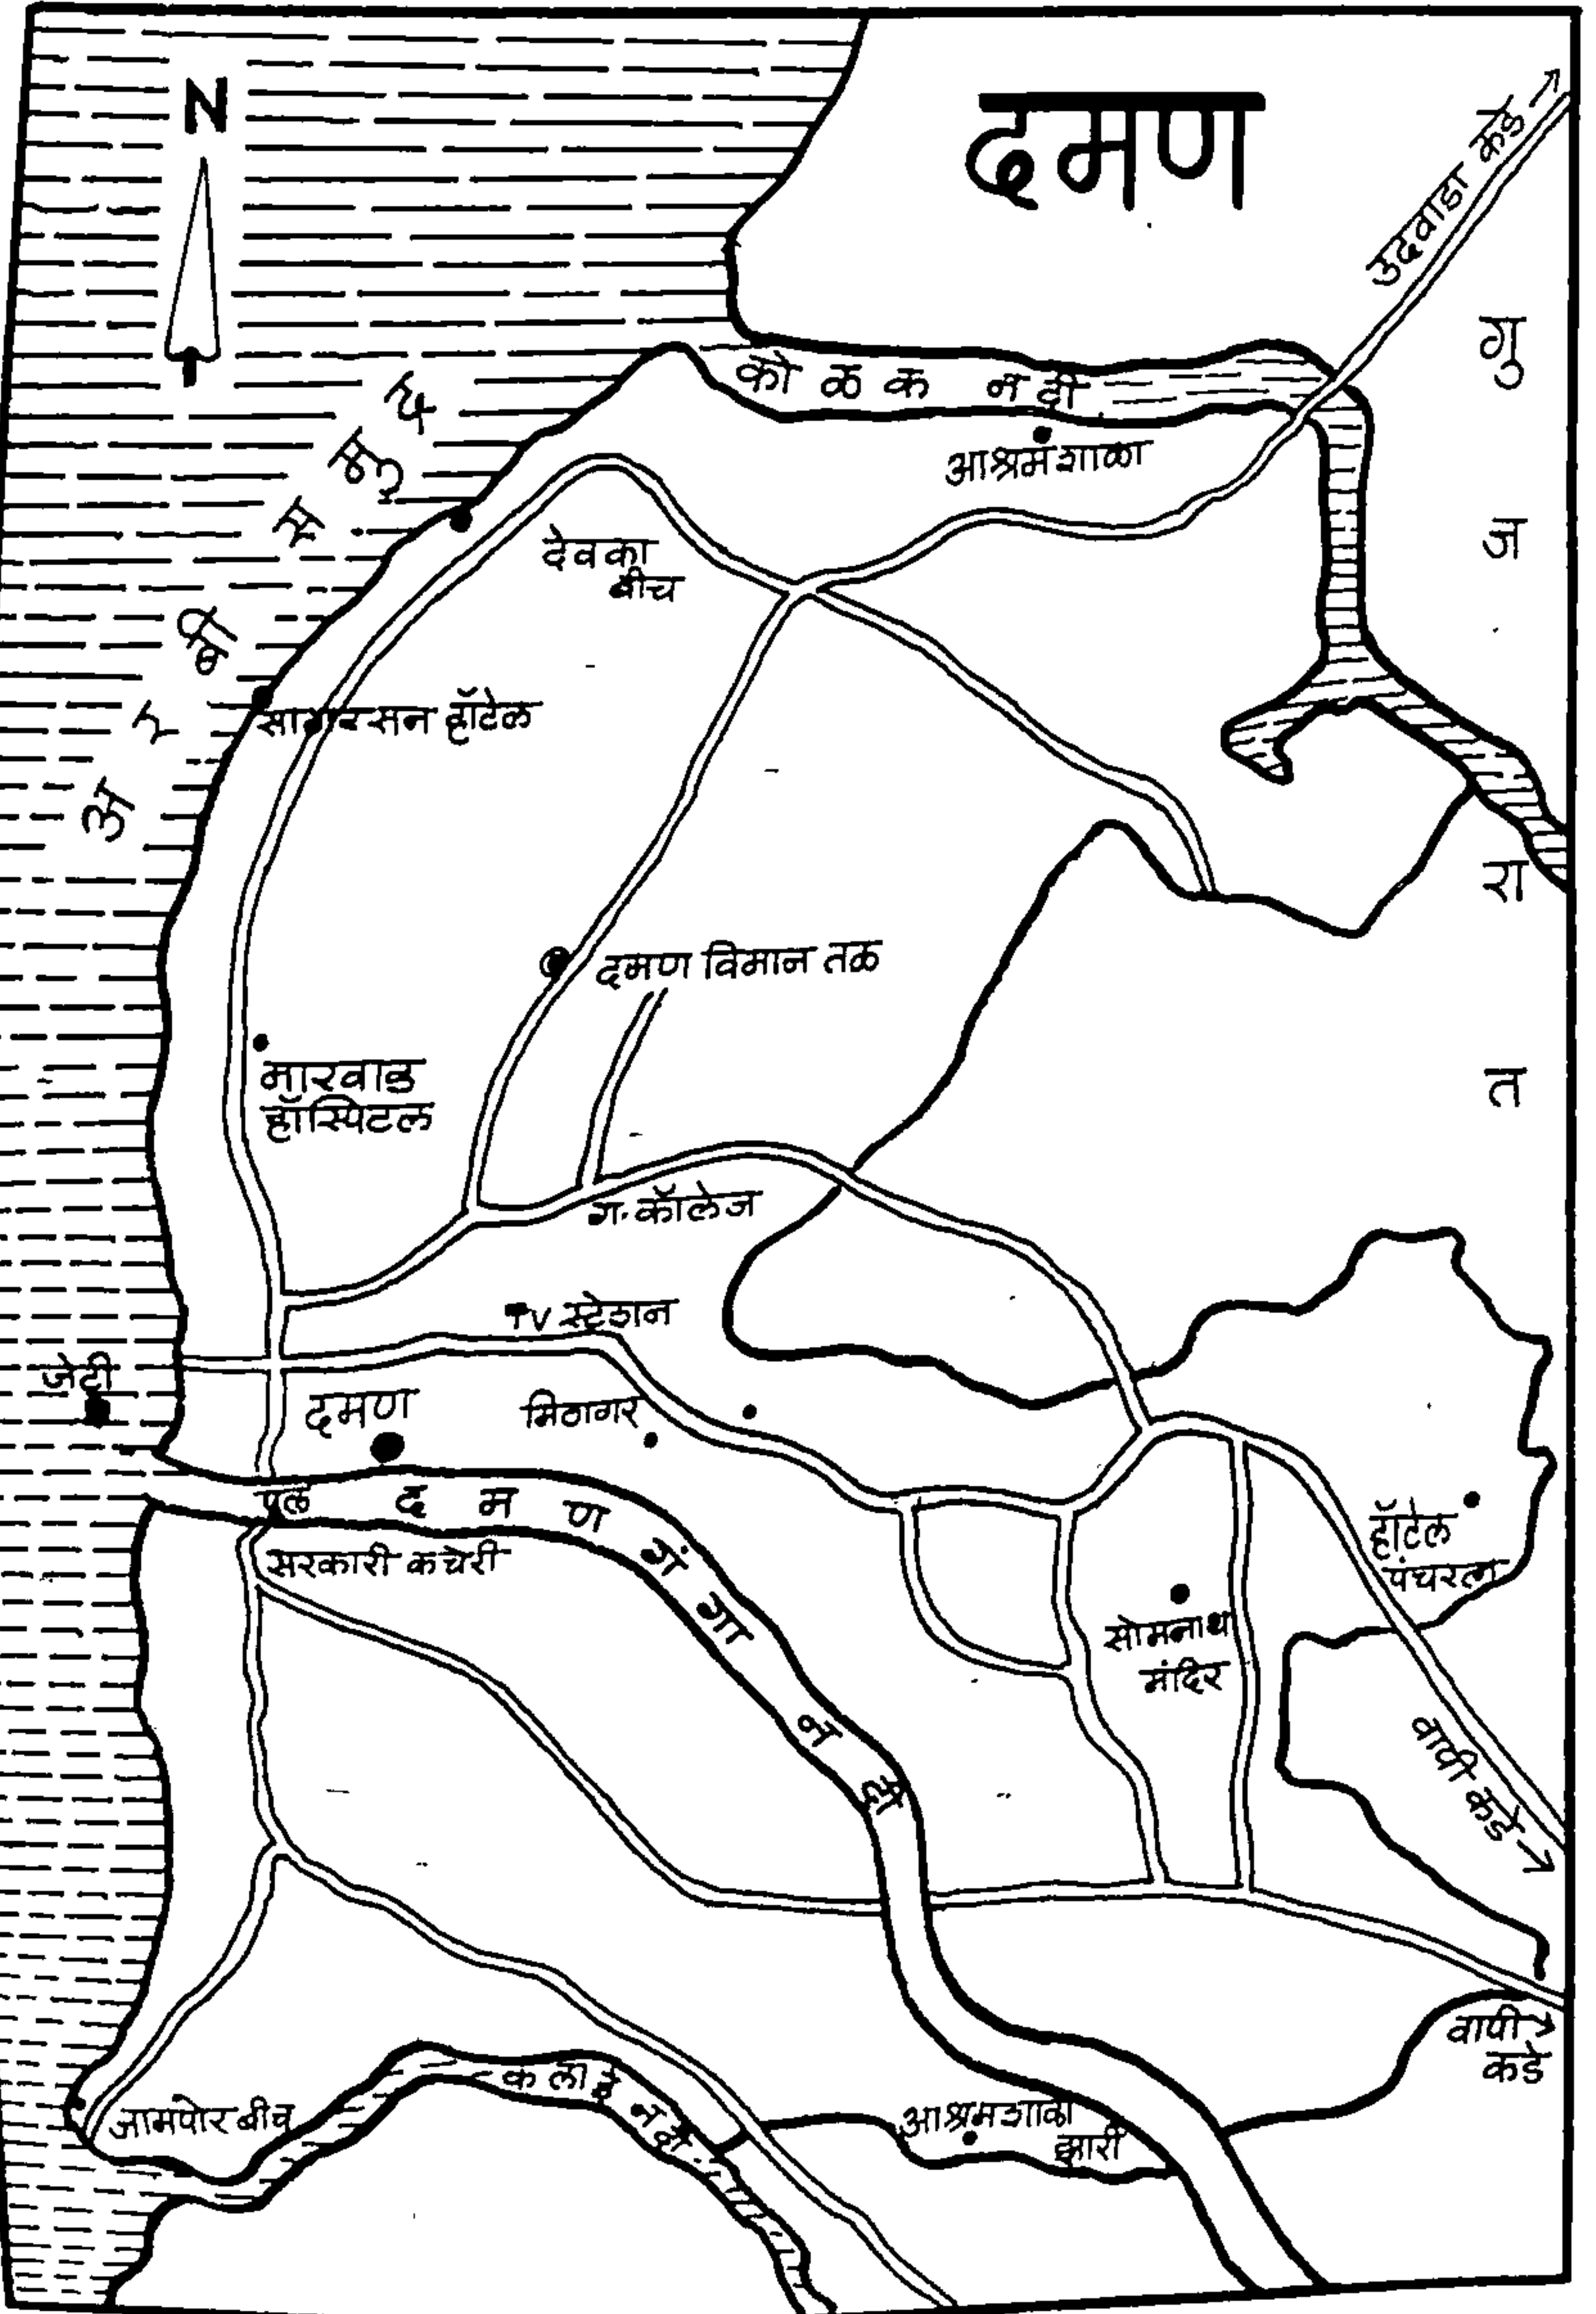 N
दमण
उदवाडा कडे
गुजरात
कोळक नदी
आश्रमशाळा
अरबी समुद्र
देवका
बीच
सागरसन हॉटेल
दमण विमान तळ
मारवाड
हॉस्पिटल
ग. कॉलेज
TV स्टेशन
जेटी
दमण
मिठागर
पुल
दमण गंगा नदी
सरकारी कचेरी
हॉटेल
पंचरत्न
सोमनाथ
मंदिर
वापी कडे
वापी
कडे
कलाई नदी
जामपोर बीच
आश्रमशाळा
झारी